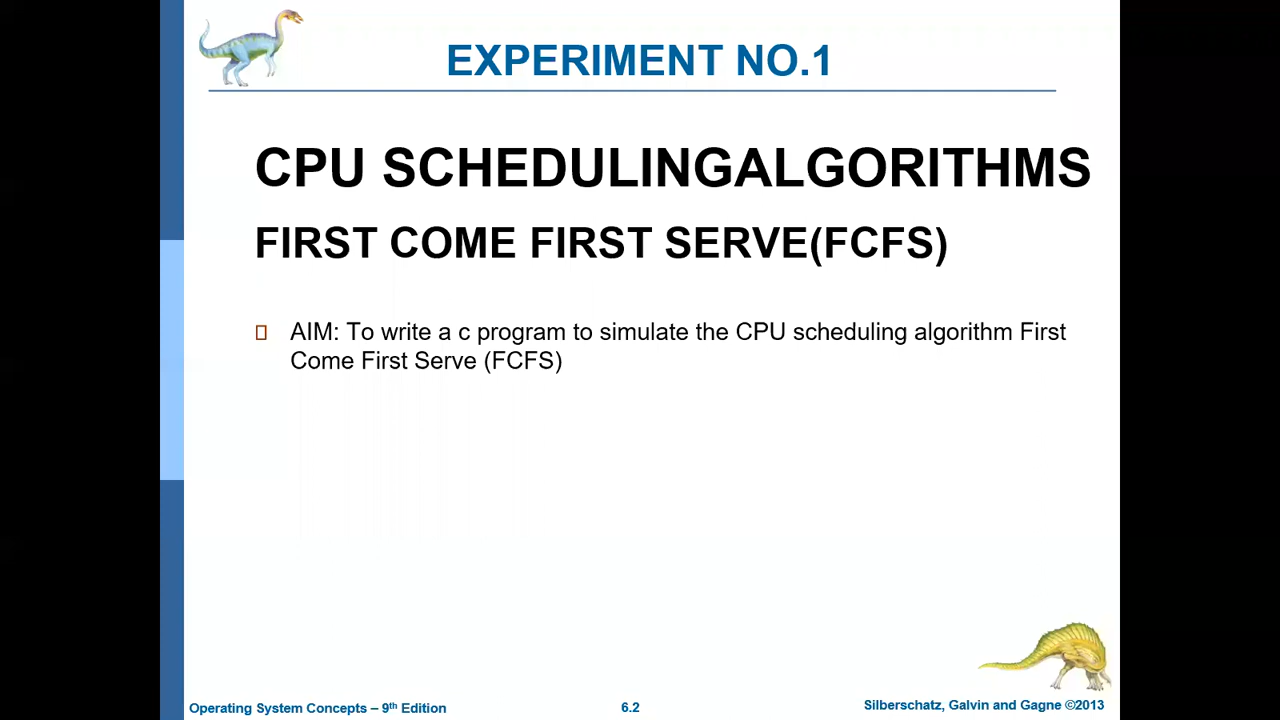 EXPERIMENT NO.1
CPU SCHEDULINGALGORITHMS
FIRST COME FIRST SERVE(FCFS)
AIM: To write a c program to simulate the CPU scheduling algorithm First
Come First Serve (FCFS)
Operating System Concepts – 9th Edition
6.2
Silberschatz, Galvin and Gagne ©2013